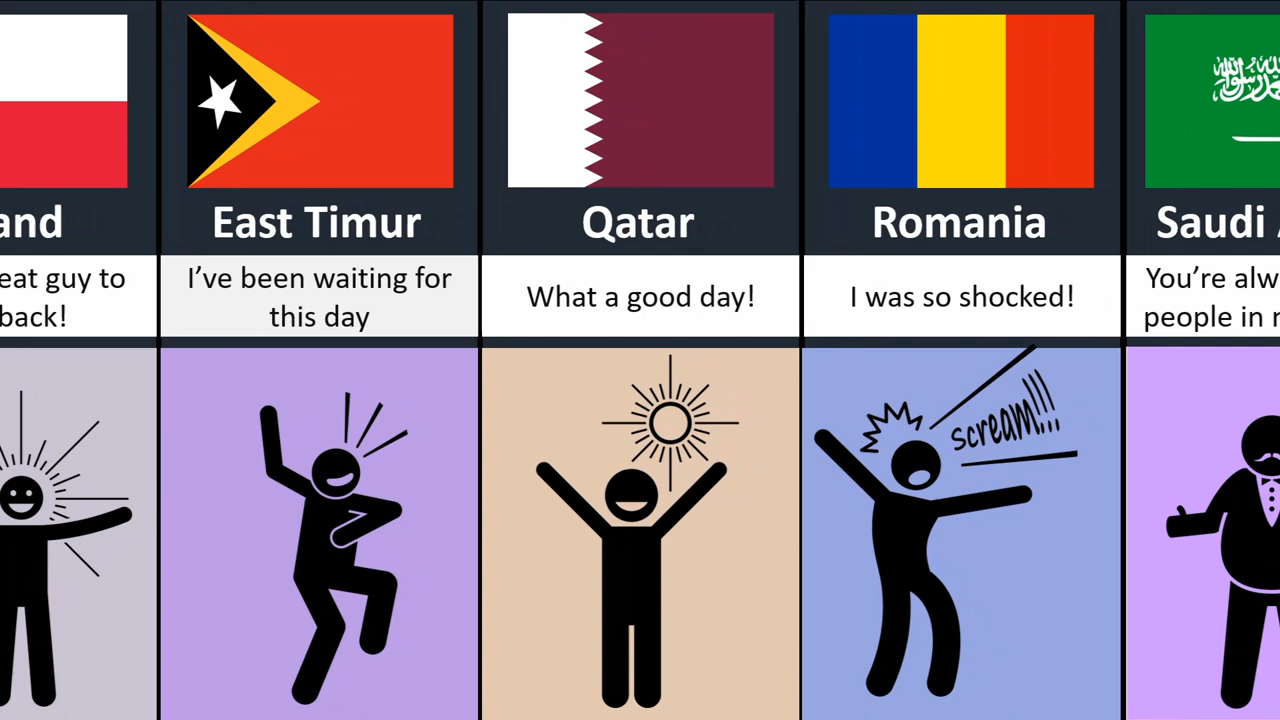 and
East Timur
Qatar
Romania
Saudi
eat guy to
back!
I've been waiting for
this day
What a good day!
I was so shocked!
You're alw
people in
scream!!!